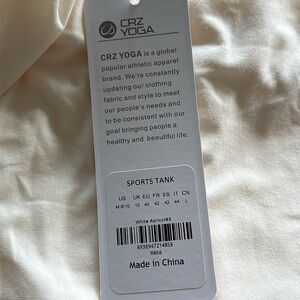 CRZ
YOGA
CRZ YOGA is a global
popular athletic apparel
brand. We're constantly
updating our clothing
fabric and style to meet
our people's needs and
to be consistent with our
goal bringing people a
healthy and beautiful life.
SPORTS TANK
US UK EU FR ES IT CN
M 8/10 12 40 42 42 44 L
White Apricot#3
6936947214856
R856
Made in China